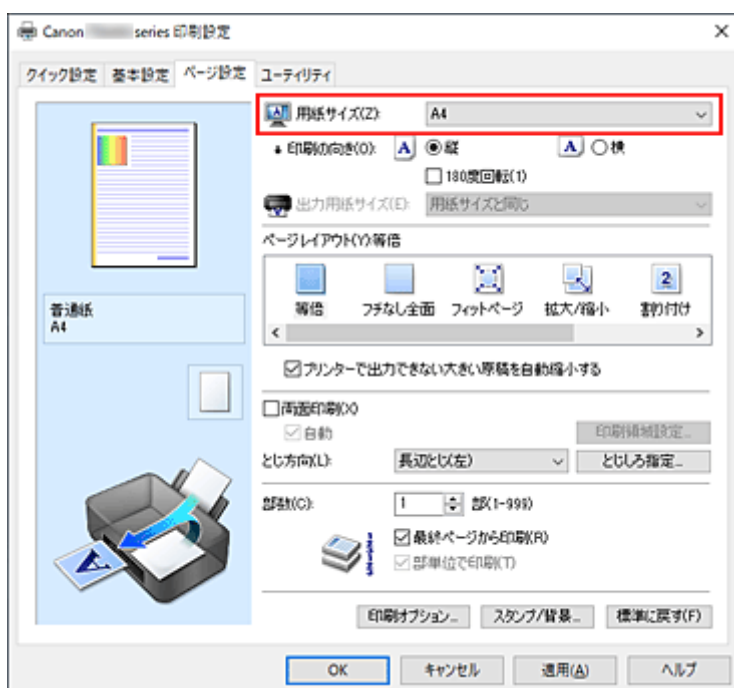 Canon series 印刷設定
クイック設定 基本設定 ページ設定 ユーティリティ
用紙サイズ(Z): A4
印刷の向き(O): A 縦 A 横
180度回転(1)
出力用紙サイズ(E): 用紙サイズと同じ
ページレイアウト(Y):等倍
等倍 フチなし全面 フィットページ 拡大/縮小 2 割り付け
普通紙
A4
プリンターで出力できない大きい原稿を自動縮小する
両面印刷(X)
自動 印刷領域設定...
とじ方向(L): 長辺とじ(左) とじしろ指定...
部数(C): 1 部(1-999)
最終ページから印刷(R)
部単位で印刷(T)
印刷オプション... スタンプ/背景... 標準に戻す(F)
OK キャンセル 適用(A) ヘルプ